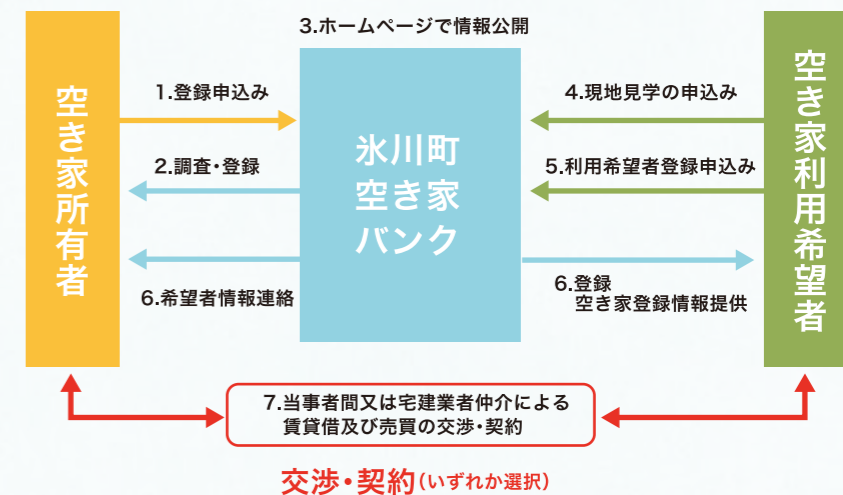 3.ホームページで情報公開
空き家所有者
1.登録申込み
2.調査・登録
6.希望者情報連絡
氷川町
空き家
バンク
4.現地見学の申込み
5.利用希望者登録申込み
6.登録
空き家登録情報提供
空き家利用希望者
7.当事者間又は宅建業者仲介による
賃貸借及び売買の交渉・契約
交渉・契約(いずれか選択)